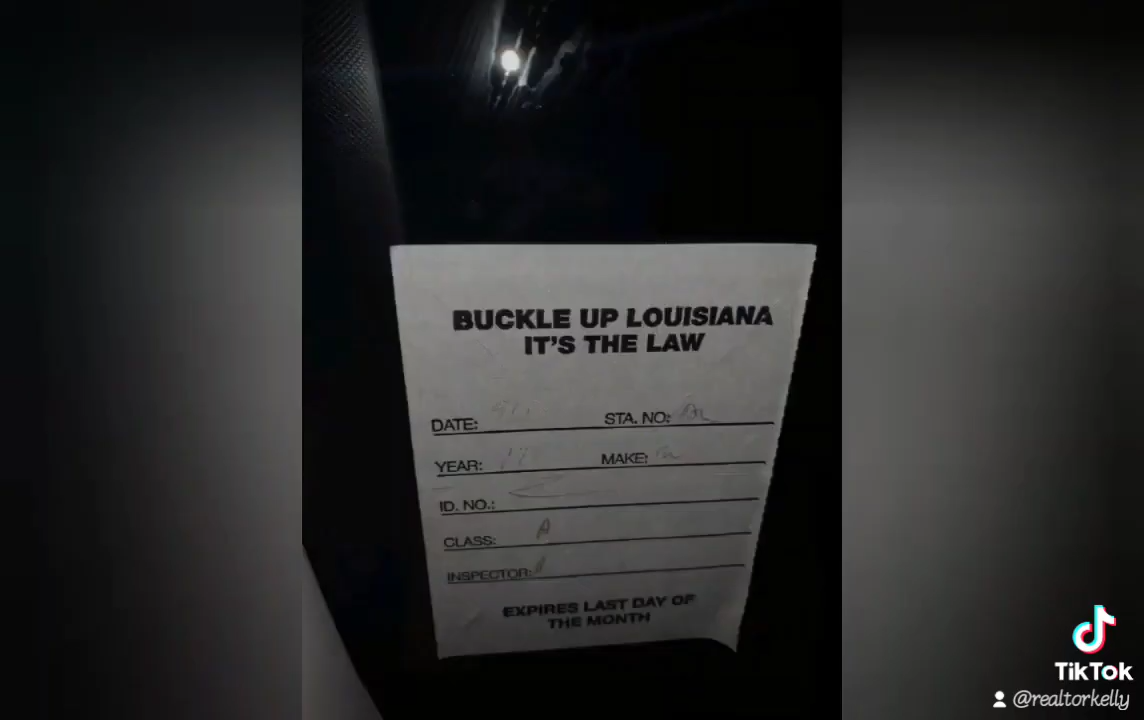 BUCKLE UP LOUISIANA
IT'S THE LAW
DATE: STA. NO:
YEAR: MAKE:
ID. NO.:
CLASS: A
INSPECTOR:
EXPIRES LAST DAY OF
THE MONTH
TikTok
@realtorkelly